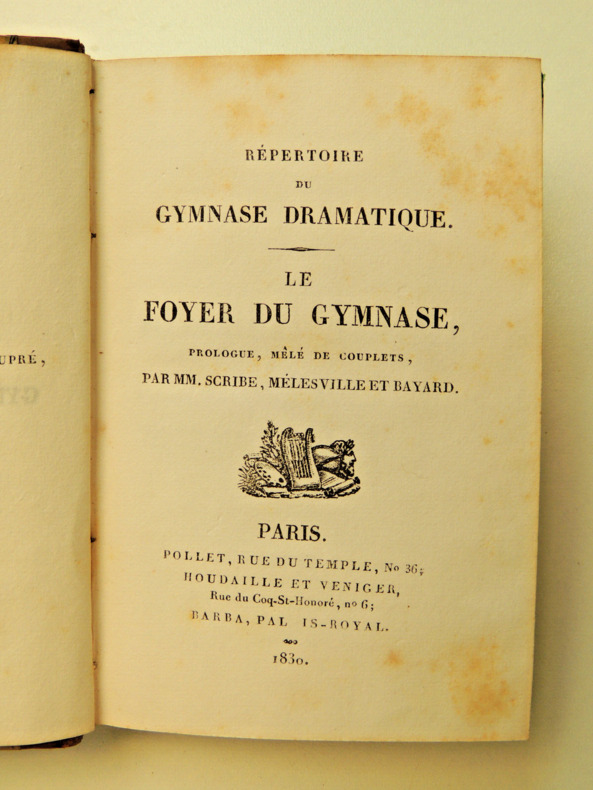 RÉPERTOIRE
DU
GYMNASE DRAMATIQUE.
LE
FOYER DU GYMNASE,
PROLOGUE, MÊLÉ DE COUPLETS,
PAR MM. SCRIBE, MÉLESVILLE ET BAYARD.
PARIS.
POLLET, RUE DU TEMPLE, No 36;
HOUDAILLE ET VENIGER,
Rue du Coq-St-Honoré, no 6;
BARBA, PAL IS-ROYAL.
1830.
UPRÉ,